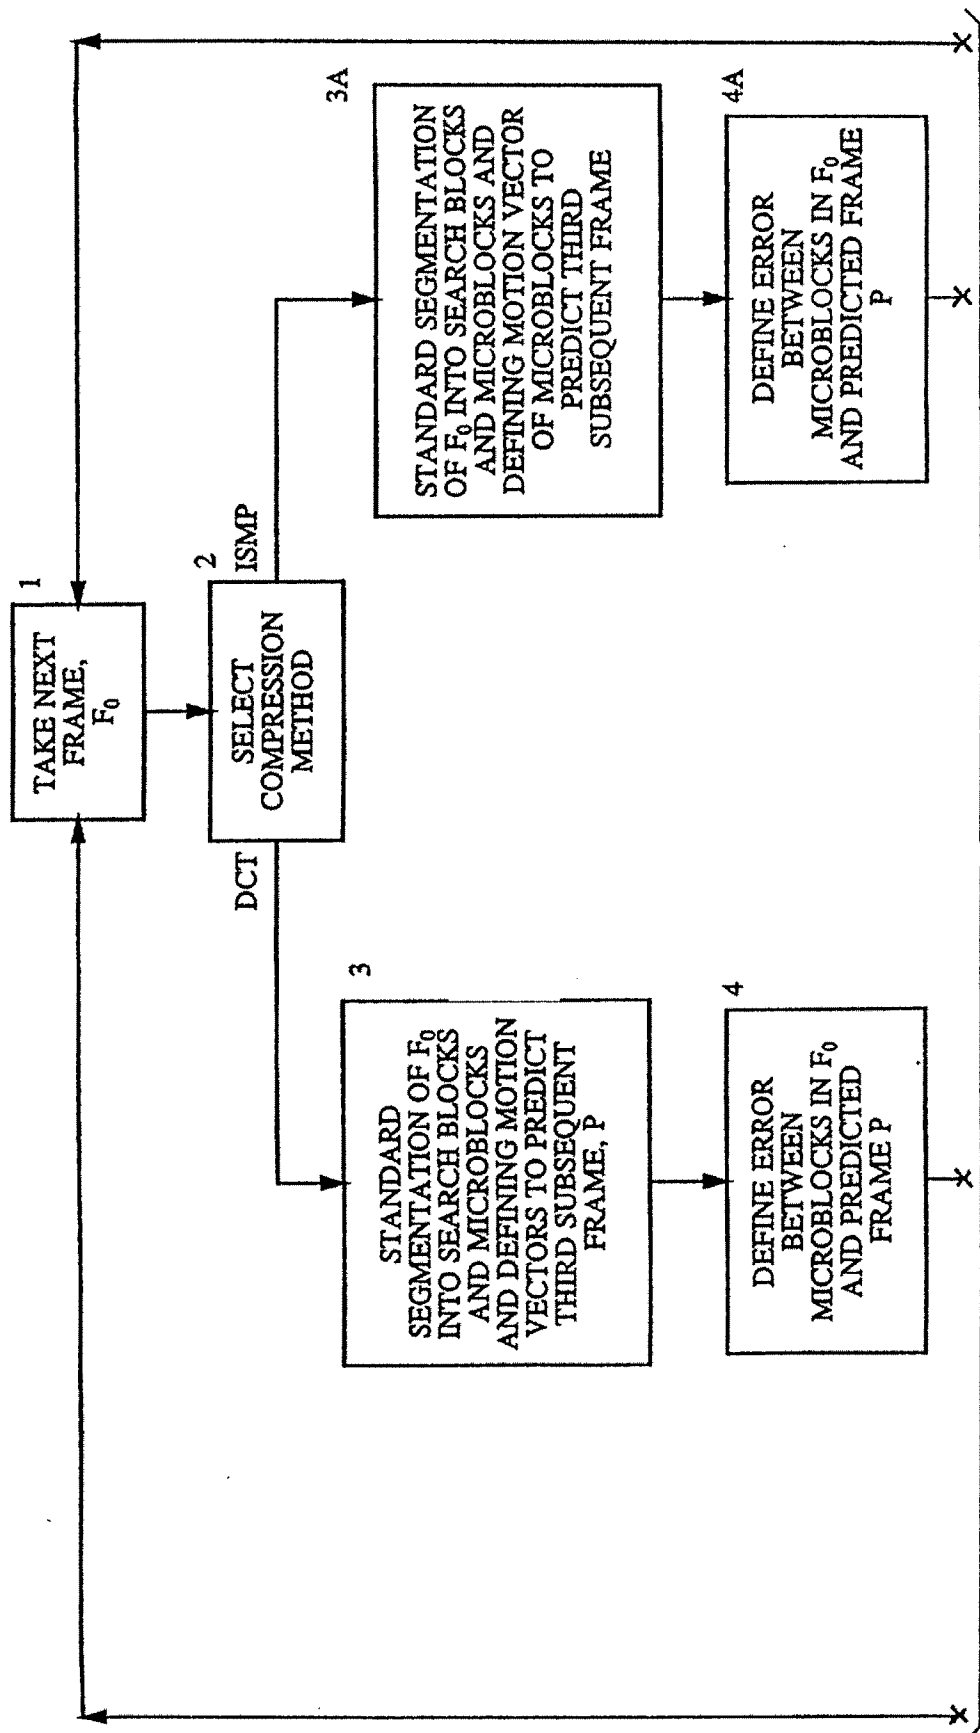 1
TAKE NEXT
FRAME,
F₀
2
DCT
ISMP
SELECT
COMPRESSION
METHOD
3
STANDARD
SEGMENTATION OF F₀
INTO SEARCH BLOCKS
AND MICROBLOCKS
AND DEFINING MOTION
VECTORS TO PREDICT
THIRD SUBSEQUENT
FRAME, P
3A
STANDARD SEGMENTATION
OF F₀ INTO SEARCH BLOCKS
AND MICROBLOCKS AND
DEFINING MOTION VECTOR
OF MICROBLOCKS TO
PREDICT THIRD
SUBSEQUENT FRAME
4
DEFINE ERROR
BETWEEN
MICROBLOCKS IN F₀
AND PREDICTED
FRAME P
4A
DEFINE ERROR
BETWEEN
MICROBLOCKS IN F₀
AND PREDICTED FRAME
P